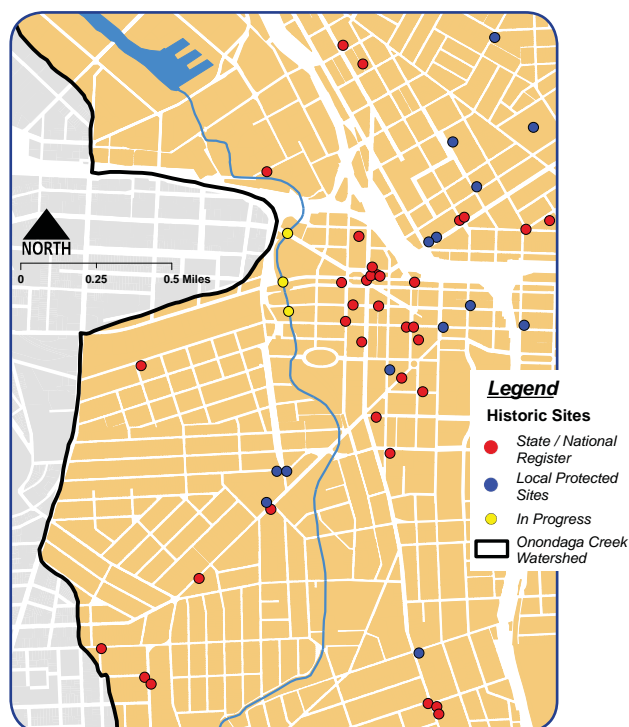 NORTH
0 0.25 0.5 Miles
Legend
Historic Sites
State / National
Register
Local Protected
Sites
In Progress
Onondaga Creek
Watershed